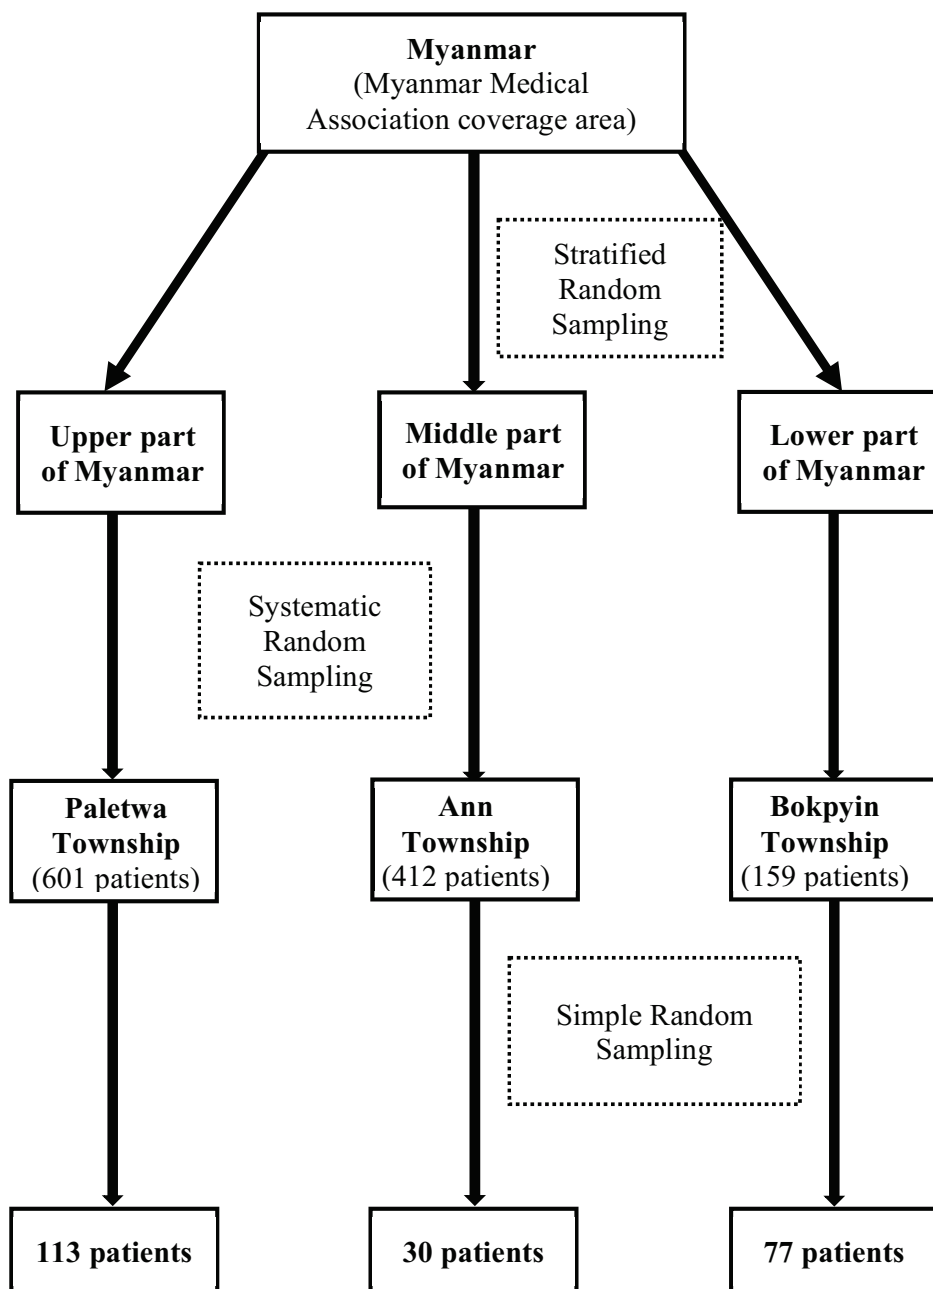 Myanmar
(Myanmar Medical
Association coverage area)
Stratified
Random
Sampling
Upper part
of Myanmar
Middle part
of Myanmar
Lower part
of Myanmar
Systematic
Random
Sampling
Paletwa
Township
(601 patients)
Ann
Township
(412 patients)
Bokpyin
Township
(159 patients)
Simple Random
Sampling
113 patients
30 patients
77 patients